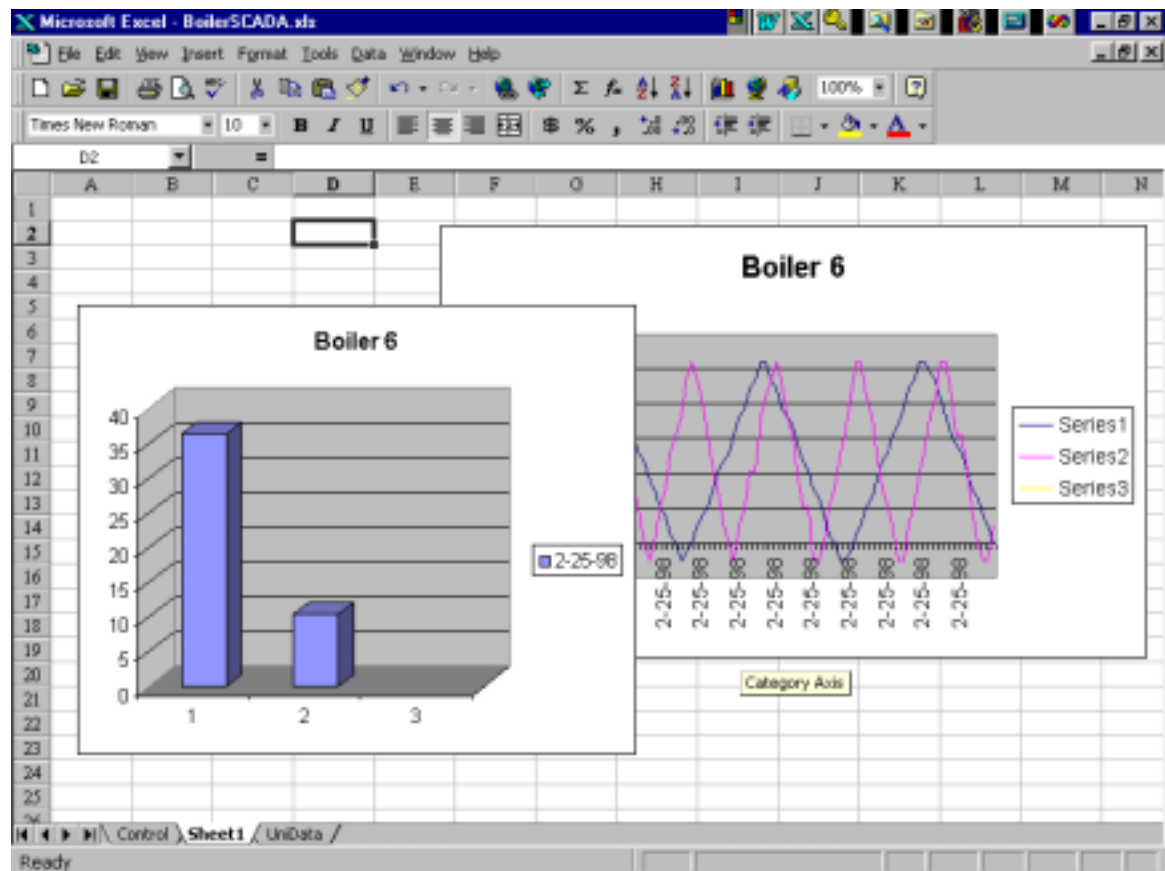 Microsoft Excel - BoilerSCADA.xls
File Edit View Insert Format Tools Data Window Help
100%
Times New Roman 10 B I U $ % ,
D2 =
A B C D E F G H I J K L M N
1
2
3
4
5
6
7
8
9
10
11
12
13
14
15
16
17
18
19
20
21
22
23
24
25
26
Boiler 6
Series1
Series2
Series3
2-25-98 2-25-98 2-25-98 2-25-98 2-25-98 2-25-98 2-25-98 2-25-98 2-25-98
Category Axis
Boiler 6
40
35
30
25
20
15
10
5
0
1 2 3
2-25-98
Control Sheet1 UniData
Ready